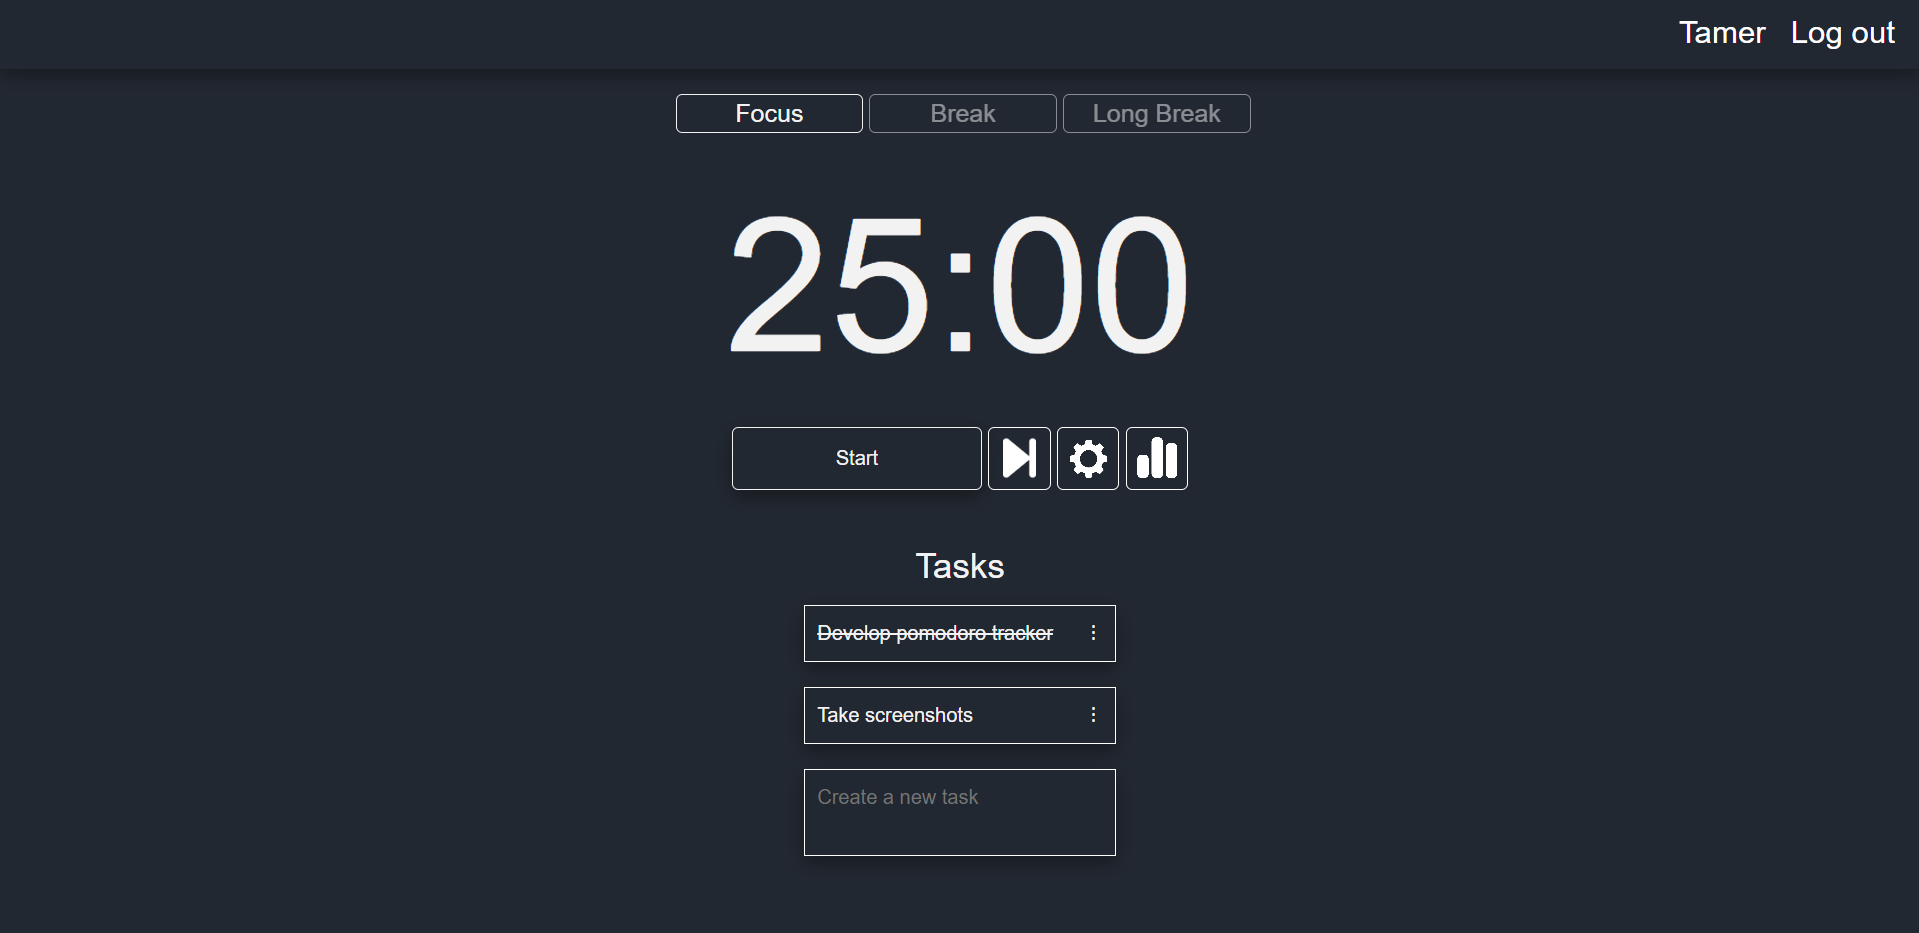 Tamer Log out
Focus Break Long Break
25:00
Start
Tasks
Develop pomodoro tracker
Take screenshots
Create a new task